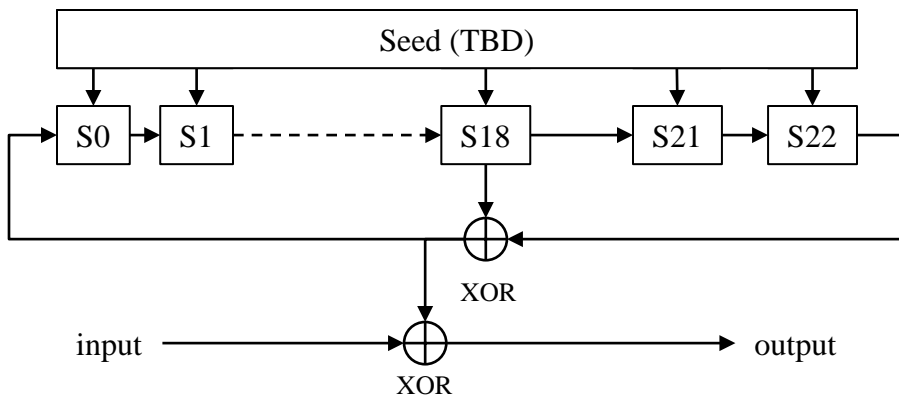 Seed (TBD)
S0 S1 S18 S21 S22
XOR
input output
XOR